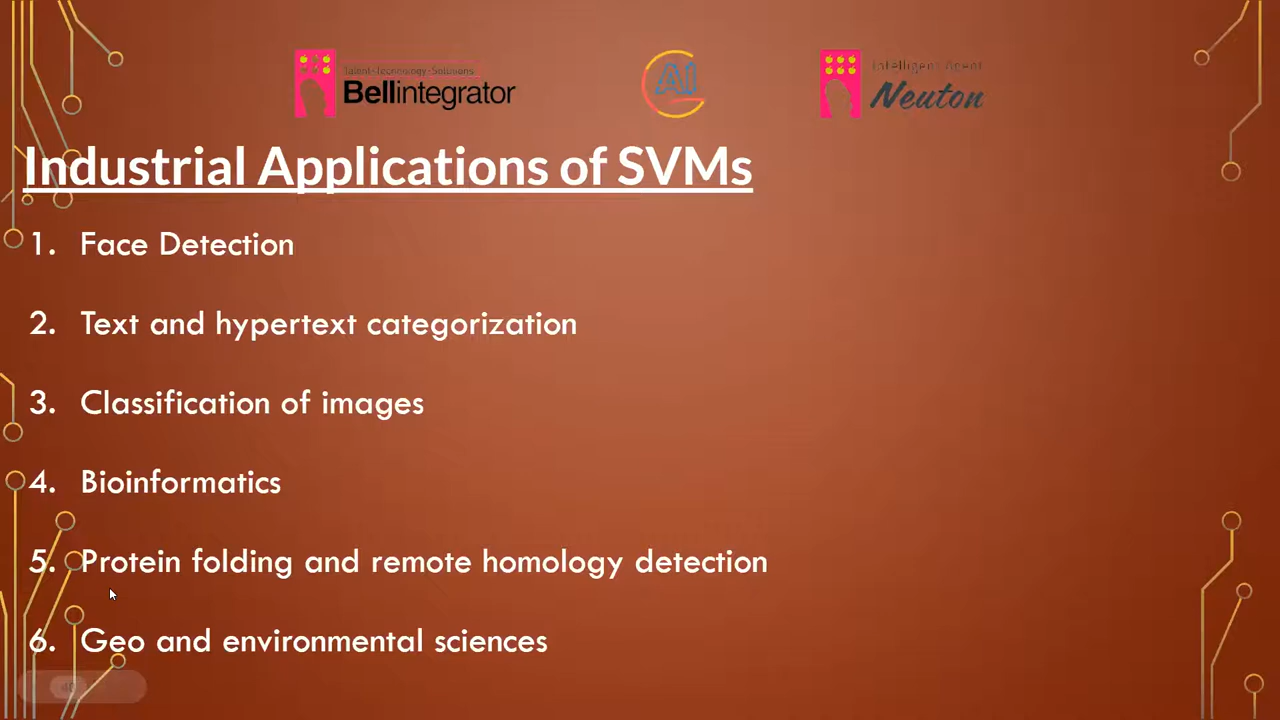 Talent·Technology·Solutions
Bellintegrator
AI
Intelligent Agent
Neuton
Industrial Applications of SVMs
1. Face Detection
2. Text and hypertext categorization
3. Classification of images
4. Bioinformatics
5. Protein folding and remote homology detection
6. Geo and environmental sciences